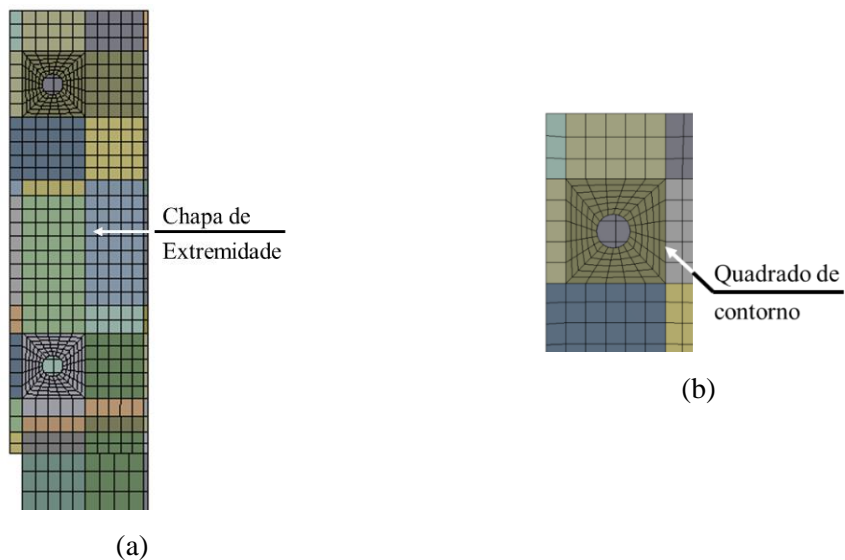 Chapa de
Extremidade
(a)
Quadrado de
contorno
(b)